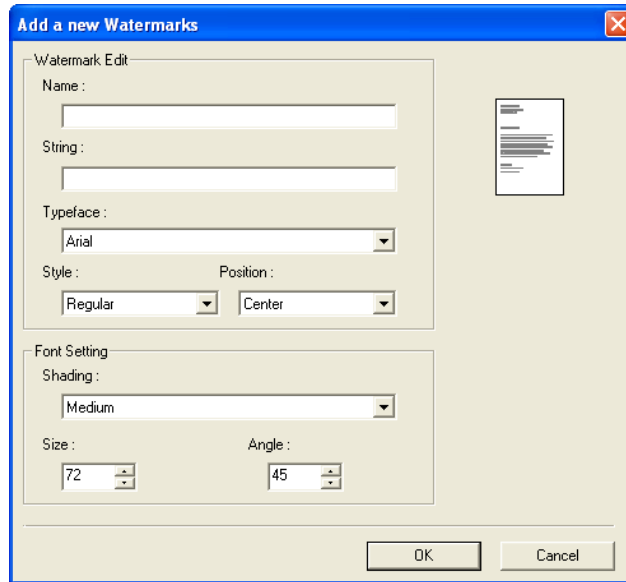 Add a new Watermarks
Watermark Edit
Name :
String :
Typeface :
Arial
Style :
Position :
Regular
Center
Font Setting
Shading :
Medium
Size :
Angle :
72
45
OK
Cancel